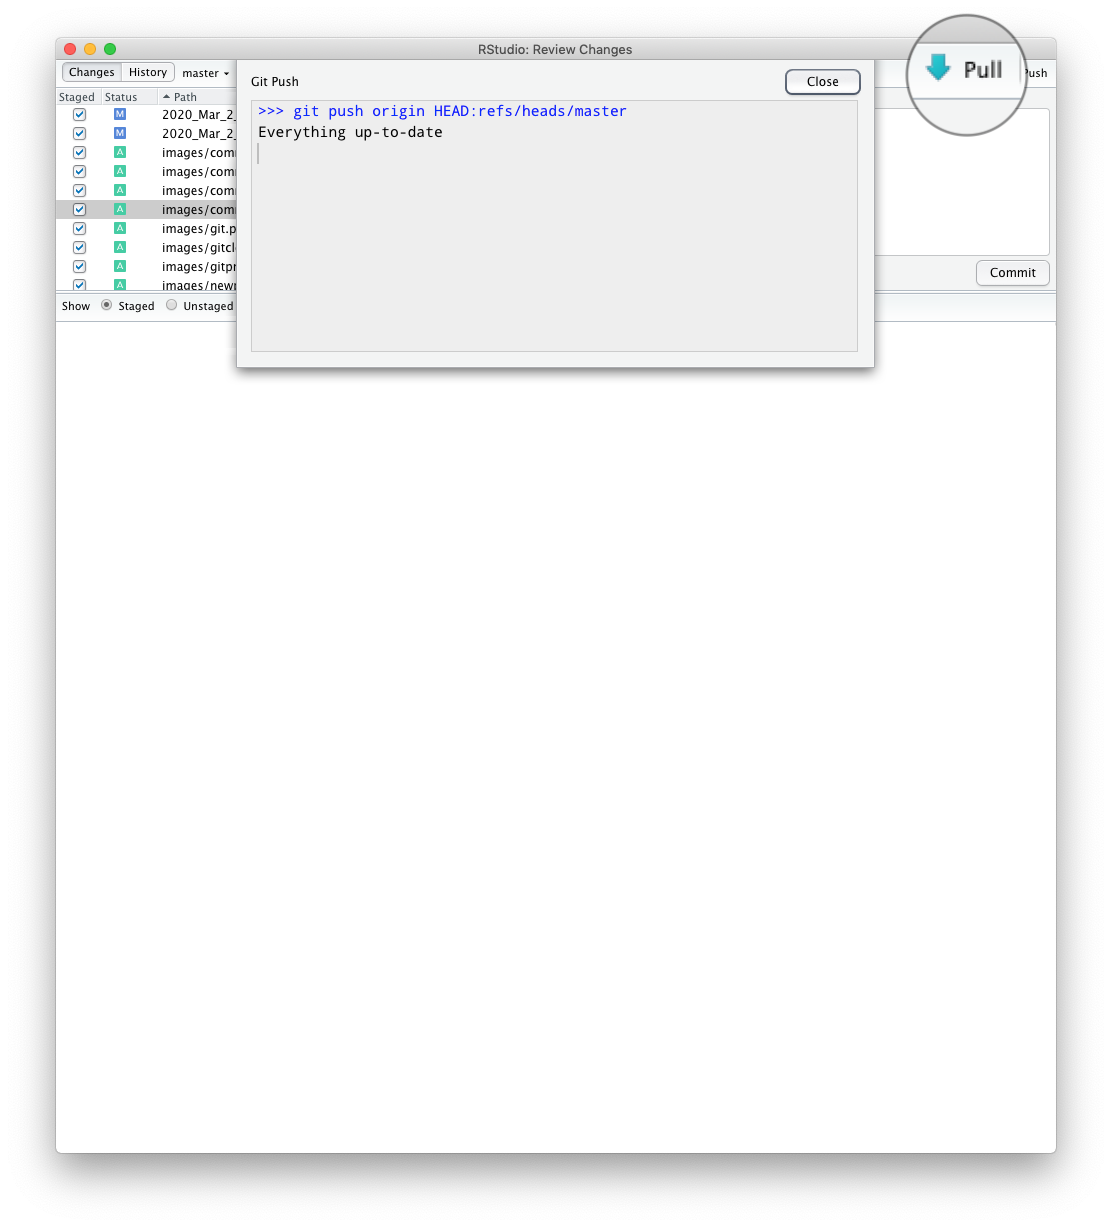 RStudio: Review Changes
Changes History master Pull
Git Push Close
Staged Status Path
>>> git push origin HEAD:refs/heads/master
Everything up-to-date
M 2020_Mar_2_
M 2020_Mar_2_
A images/com
A images/com
A images/com
A images/com
A images/git.p
A images/gitcl
A images/gitpr
A images/newr
Commit
Show Staged Unstaged